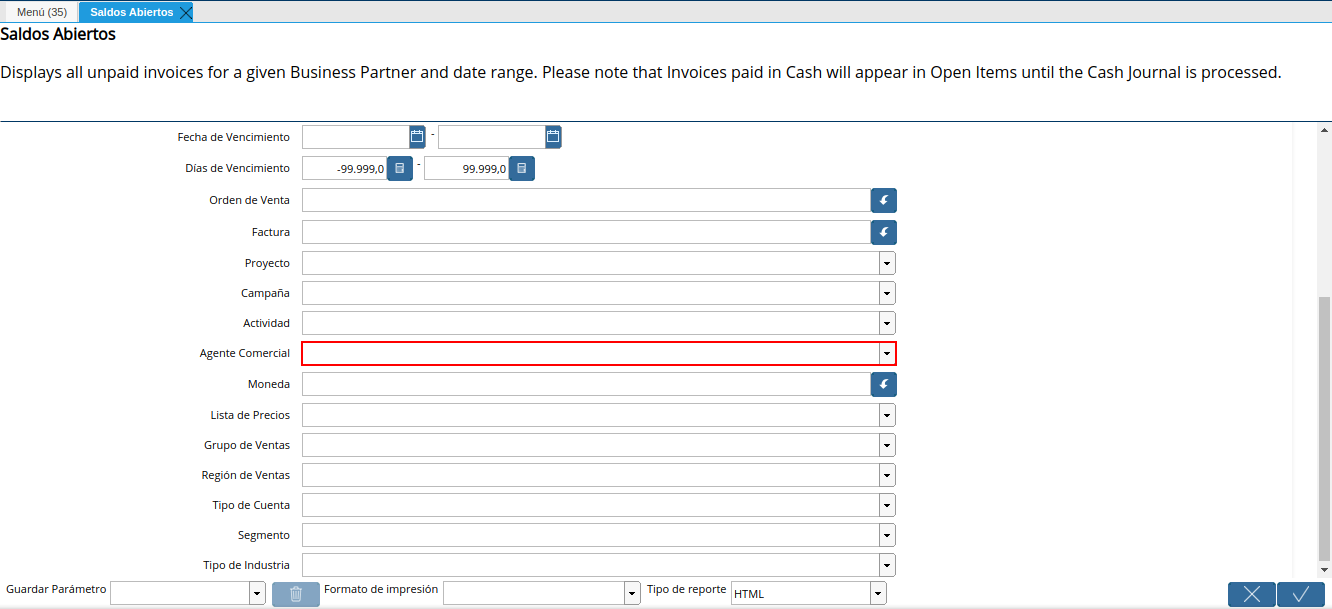 Menú (35) Saldos Abiertos
Saldos Abiertos
Displays all unpaid invoices for a given Business Partner and date range. Please note that Invoices paid in Cash will appear in Open Items until the Cash Journal is processed.
Fecha de Vencimiento -
Días de Vencimiento -99.999,0 - 99.999,0
Orden de Venta
Factura
Proyecto
Campaña
Actividad
Agente Comercial
Moneda
Lista de Precios
Grupo de Ventas
Región de Ventas
Tipo de Cuenta
Segmento
Tipo de Industria
Guardar Parámetro Formato de impresión Tipo de reporte HTML